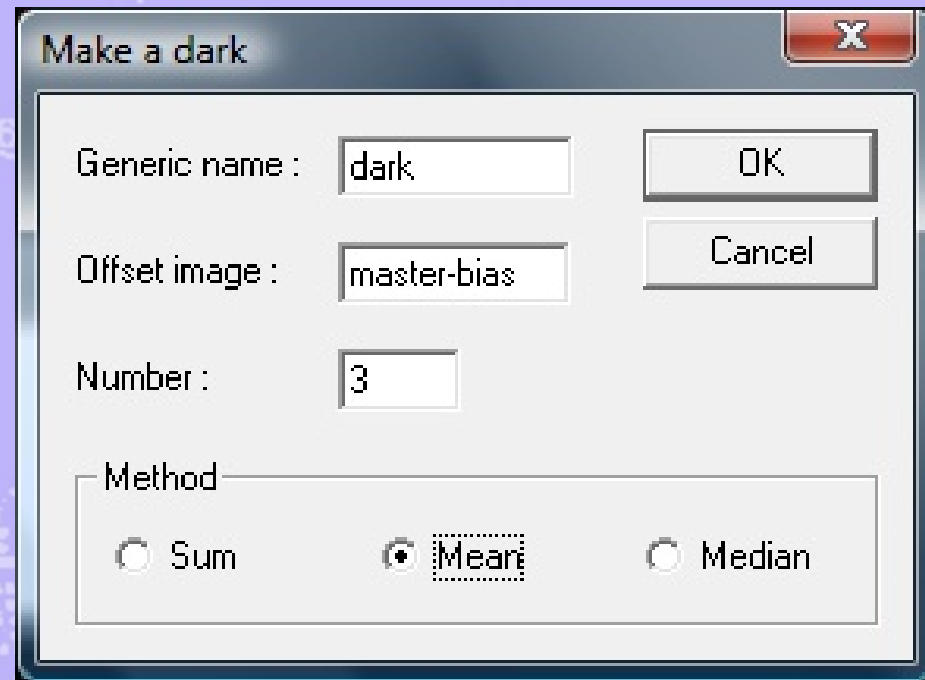 Make a dark
Generic name : dark OK
Offset image : master-bias Cancel
Number : 3
Method
Sum Mean Median